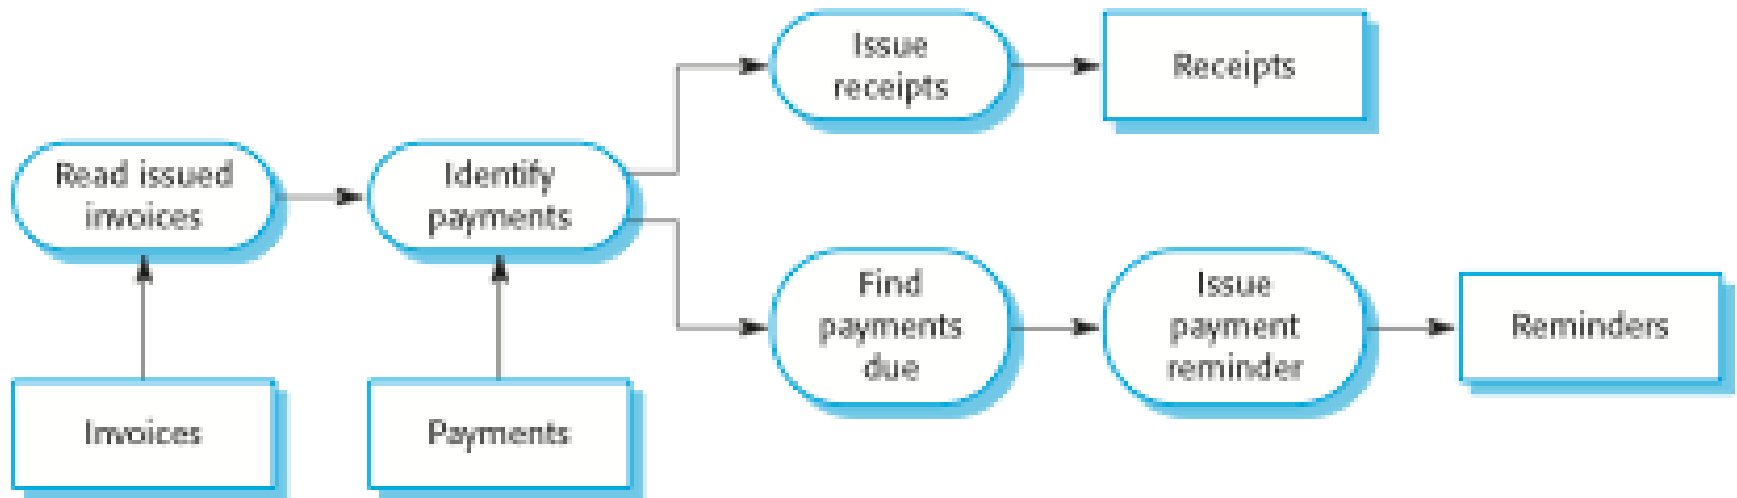 Issue
receipts
Receipts
Read issued
invoices
Identify
payments
Find
payments
due
Issue
payment
reminder
Reminders
Invoices
Payments